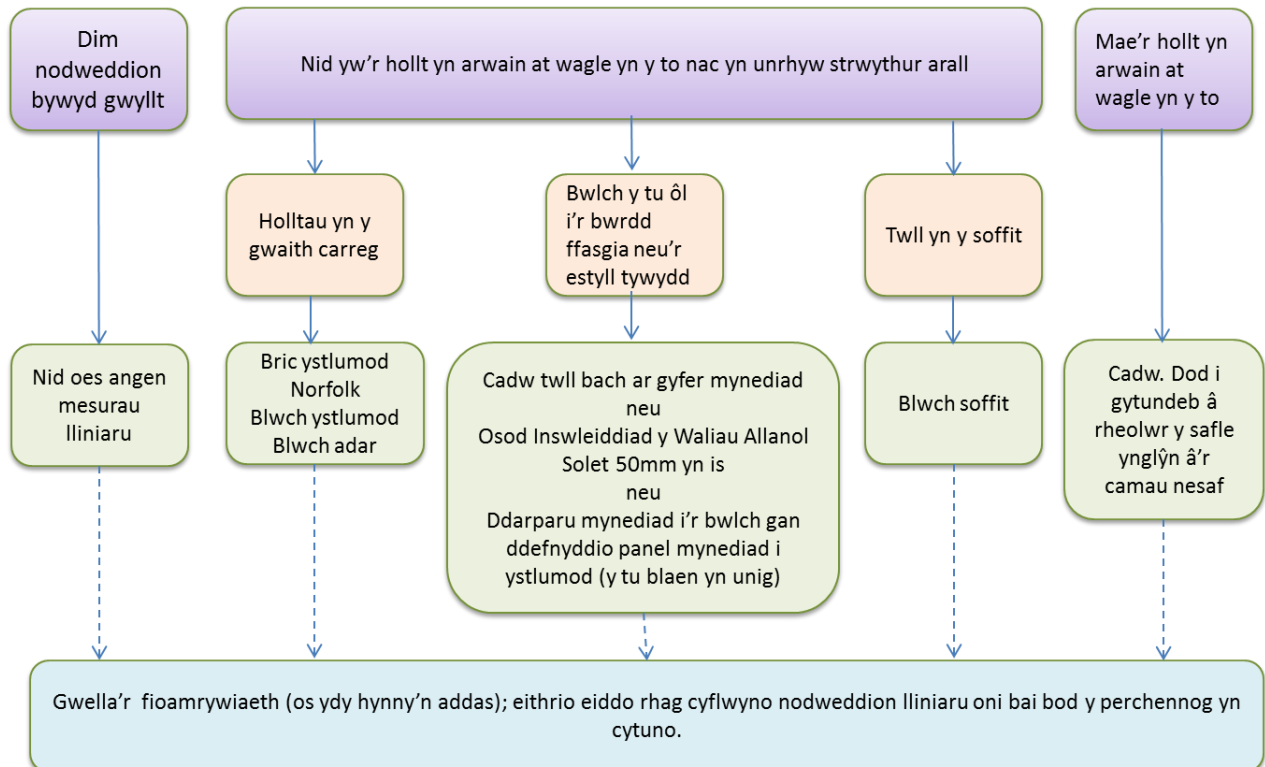 Dim
nodweddion
bywyd gwyllt
Nid yw'r hollt yn arwain at wagle yn y to nac yn unrhyw strwythur arall
Mae'r hollt yn
arwain at
wagle yn y to
Holltau yn y
gwaith carreg
Bwlch y tu ôl
i'r bwrdd
ffasgia neu'r
estyll tywydd
Twll yn y soffit
Nid oes angen
mesurau
lliniaru
Bric ystlumod
Norfolk
Blwch ystlumod
Blwch adar
Cadw twll bach ar gyfer mynediad
neu
Osod Inswleiddiad y Waliau Allanol
Solet 50mm yn is
neu
Ddarparu mynediad i'r bwlch gan
ddefnyddio panel mynediad i
ystlumod (y tu blaen yn unig)
Blwch soffit
Cadw. Dod i
gytundeb â
rheolwr y safle
ynglŷn â'r
camau nesaf
Gwella'r fioamrywiaeth (os ydy hynny'n addas); eithrio eiddo rhag cyflwyno nodweddion lliniaru oni bai bod y perchennog yn
cytuno.